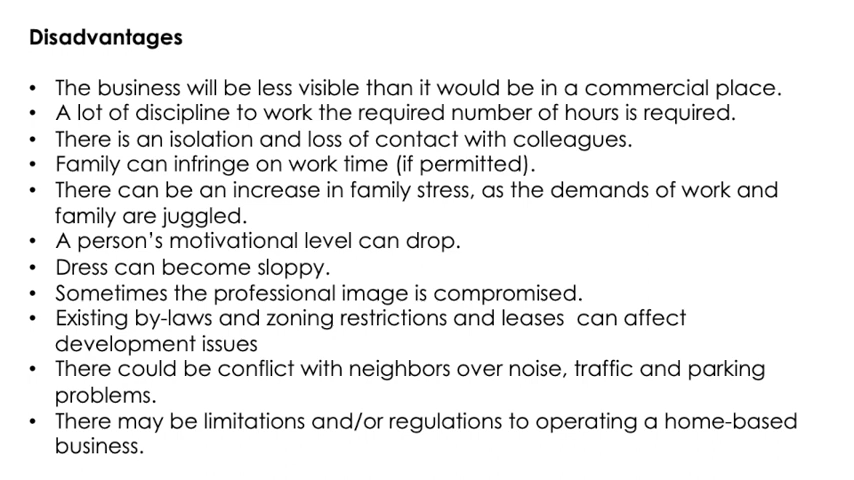 Disadvantages
• The business will be less visible than it would be in a commercial place.
• A lot of discipline to work the required number of hours is required.
• There is an isolation and loss of contact with colleagues.
• Family can infringe on work time (if permitted).
• There can be an increase in family stress, as the demands of work and
family are juggled.
• A person’s motivational level can drop.
• Dress can become sloppy.
• Sometimes the professional image is compromised.
• Existing by-laws and zoning restrictions and leases  can affect
development issues
• There could be conflict with neighbors over noise, traffic and parking
problems.
• There may be limitations and/or regulations to operating a home-based
business.